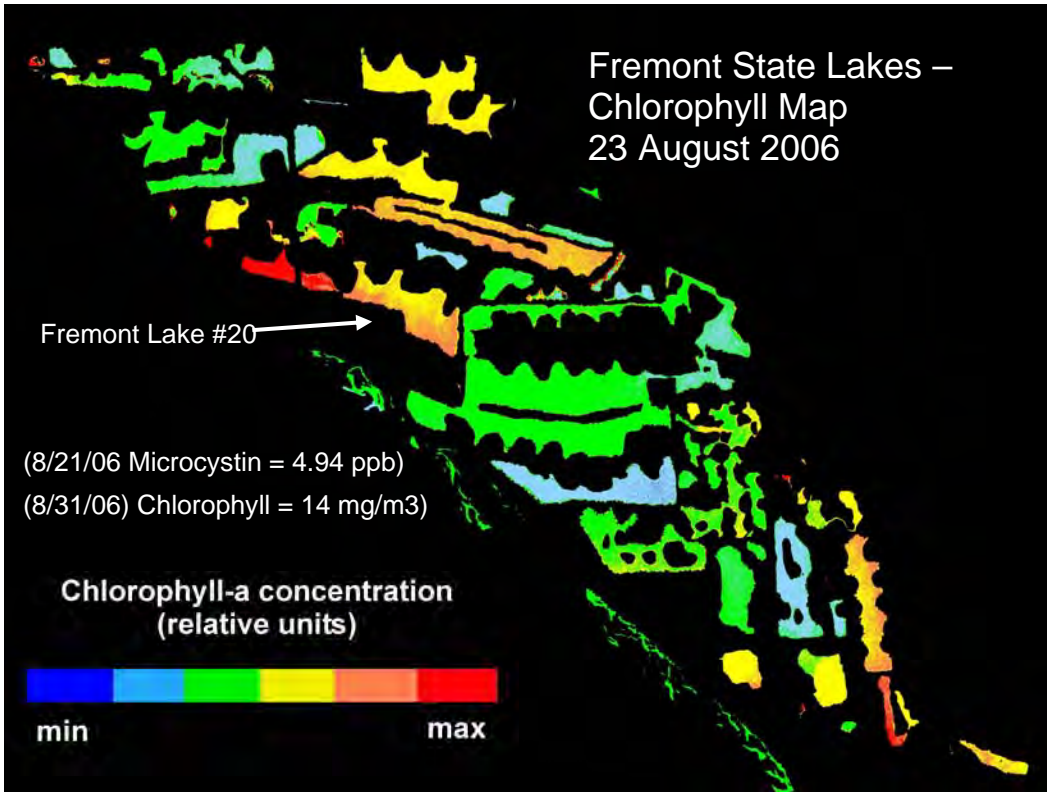 Fremont State Lakes –
Chlorophyll Map
23 August 2006
Fremont Lake #20
(8/21/06 Microcystin = 4.94 ppb)
(8/31/06) Chlorophyll = 14 mg/m3)
Chlorophyll-a concentration
(relative units)
min
max